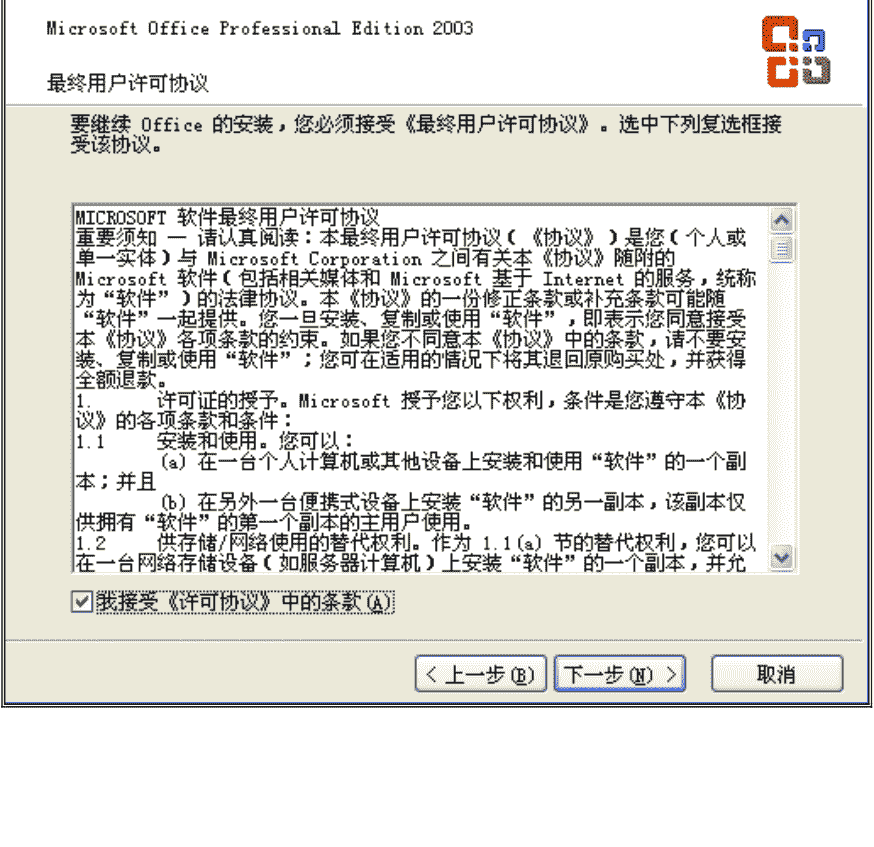 Microsoft Office Professional Edition 2003
最终用户许可协议
要继续 Office 的安装，您必须接受《最终用户许可协议》。选中下列复选框接
受该协议。
MICROSOFT 软件最终用户许可协议
重要须知 — 请认真阅读：本最终用户许可协议（《协议》）是您（个人或
单一实体）与 Microsoft Corporation 之间有关本《协议》随附的
Microsoft 软件（包括相关媒体和 Microsoft 基于 Internet 的服务，统称
为“软件”）的法律协议。本《协议》的一份修正条款或补充条款可能随
“软件”一起提供。您一旦安装、复制或使用“软件”，即表示您同意接受
本《协议》各项条款的约束。如果您不同意本《协议》中的条款，请不要安
装、复制或使用“软件”；您可在适用的情况下将其退回原购买处，并获得
全额退款。
1. 许可证的授予。Microsoft 授予您以下权利，条件是您遵守本《协
议》的各项条款和条件：
1.1 安装和使用。您可以：
(a) 在一台个人计算机或其他设备上安装和使用“软件”的一个副
本；并且
(b) 在另外一台便携式设备上安装“软件”的另一副本，该副本仅
供拥有“软件”的第一个副本的主用户使用。
1.2 供存储/网络使用的替代权利。作为 1.1(a) 节的替代权利，您可以
在一台网络存储设备（如服务器计算机）上安装“软件”的一个副本，并允
我接受《许可协议》中的条款(A)
< 上一步(B) 下一步(N) > 取消